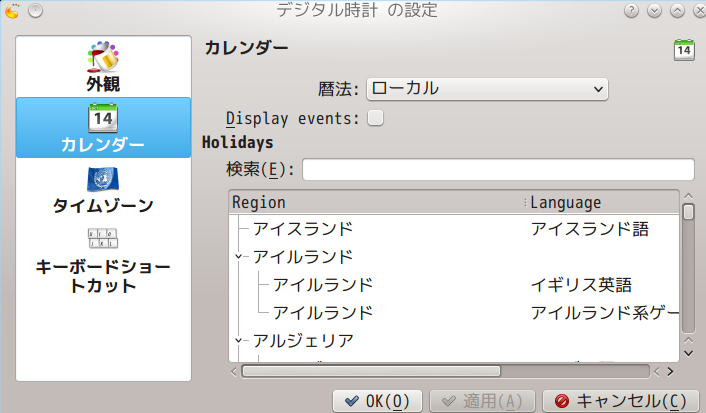 デジタル時計 の設定
外観
14
カレンダー
タイムゾーン
キーボードショー
トカット
カレンダー
14
暦法: ローカル
Display events:
Holidays
検索(E):
Region Language
アイスランド アイスランド語
アイルランド
アイルランド イギリス英語
アイルランド アイルランド系ゲー
アルジェリア
OK(O) 適用(A) キャンセル(C)